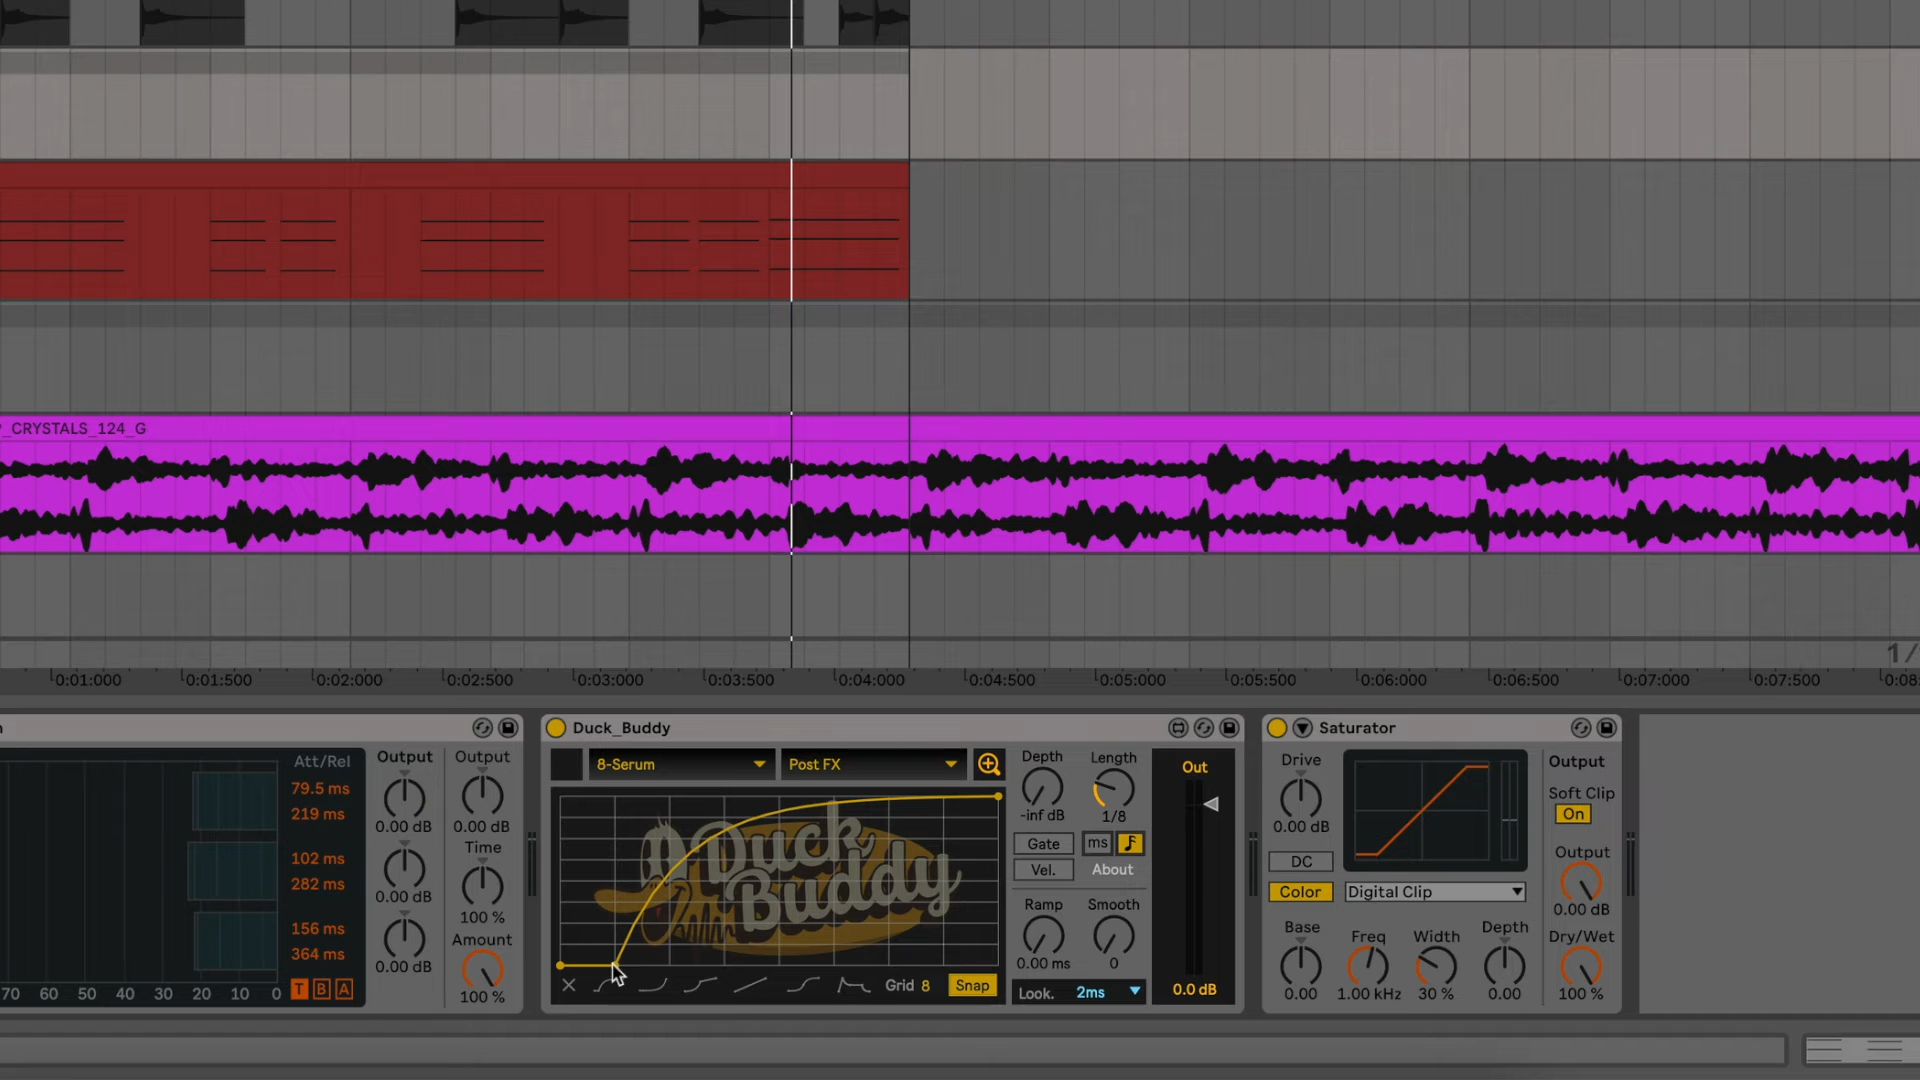 _CRYSTALS_124_G
1/
0:01:000 0:01:500 0:02:000 0:02:500 0:03:000 0:03:500 0:04:000 0:04:500 0:05:000 0:05:500 0:06:000 0:06:500 0:07:000 0:07:500 0:08:
Att/Rel
79.5 ms
219 ms
102 ms
282 ms
156 ms
364 ms
70 60 50 40 30 20 10 0
T B A
Output
0.00 dB
0.00 dB
0.00 dB
Output
0.00 dB
Time
100 %
Amount
100 %
Duck_Buddy
8-Serum
Post FX
Duck
Buddy
Grid 8
Snap
Depth
-inf dB
Length
1/8
Gate
ms
Vel.
About
Ramp
0.00 ms
Smooth
0
Look. 2ms
Out
0.0 dB
Saturator
Drive
0.00 dB
DC
Color
Digital Clip
Base
0.00
Freq
1.00 kHz
Width
30 %
Depth
0.00
Output
Soft Clip
On
Output
0.00 dB
Dry/Wet
100 %